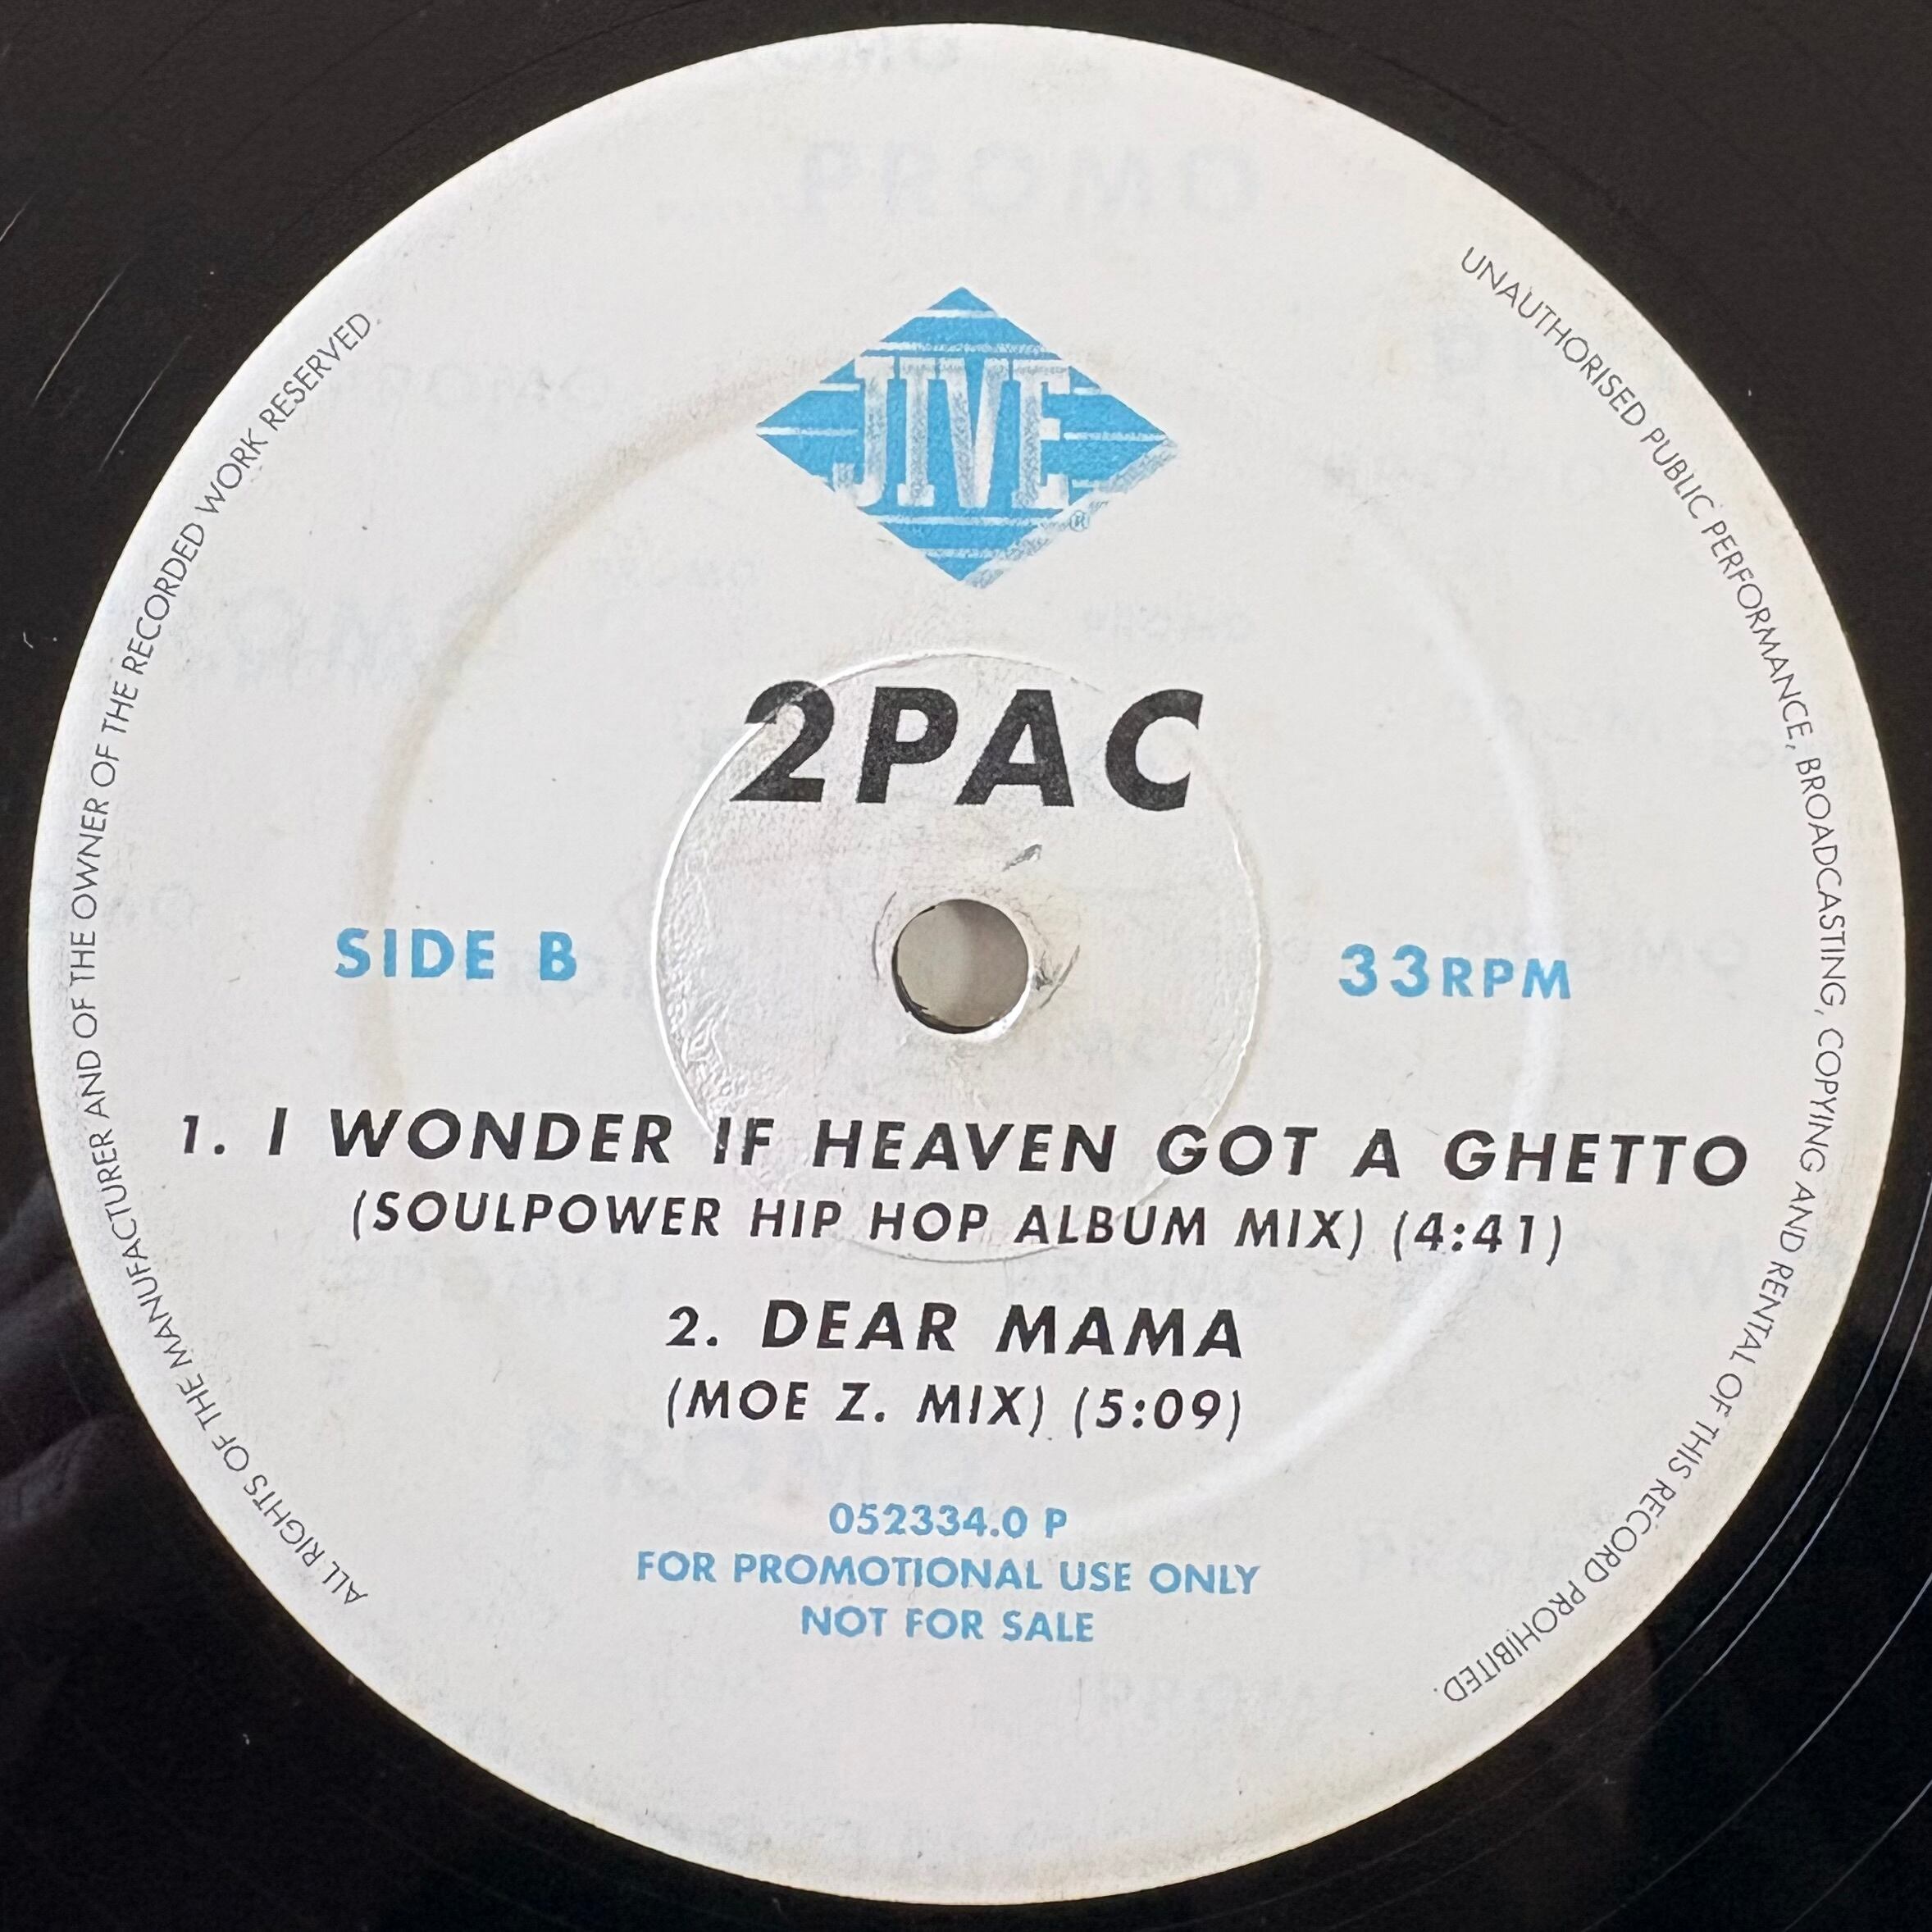 JIVE
®
2PAC
SIDE B
33RPM
1. I WONDER IF HEAVEN GOT A GHETTO
(SOULPOWER HIP HOP ALBUM MIX) (4:41)
2. DEAR MAMA
(MOE Z. MIX) (5:09)
052334.0 P
FOR PROMOTIONAL USE ONLY
NOT FOR SALE
ALL RIGHTS OF THE MANUFACTURER AND OF THE OWNER OF THE RECORDED WORK RESERVED
UNAUTHORISED PUBLIC PERFORMANCE, BROADCASTING, COPYING AND RENTAL OF THIS RECORD PROHIBITED.